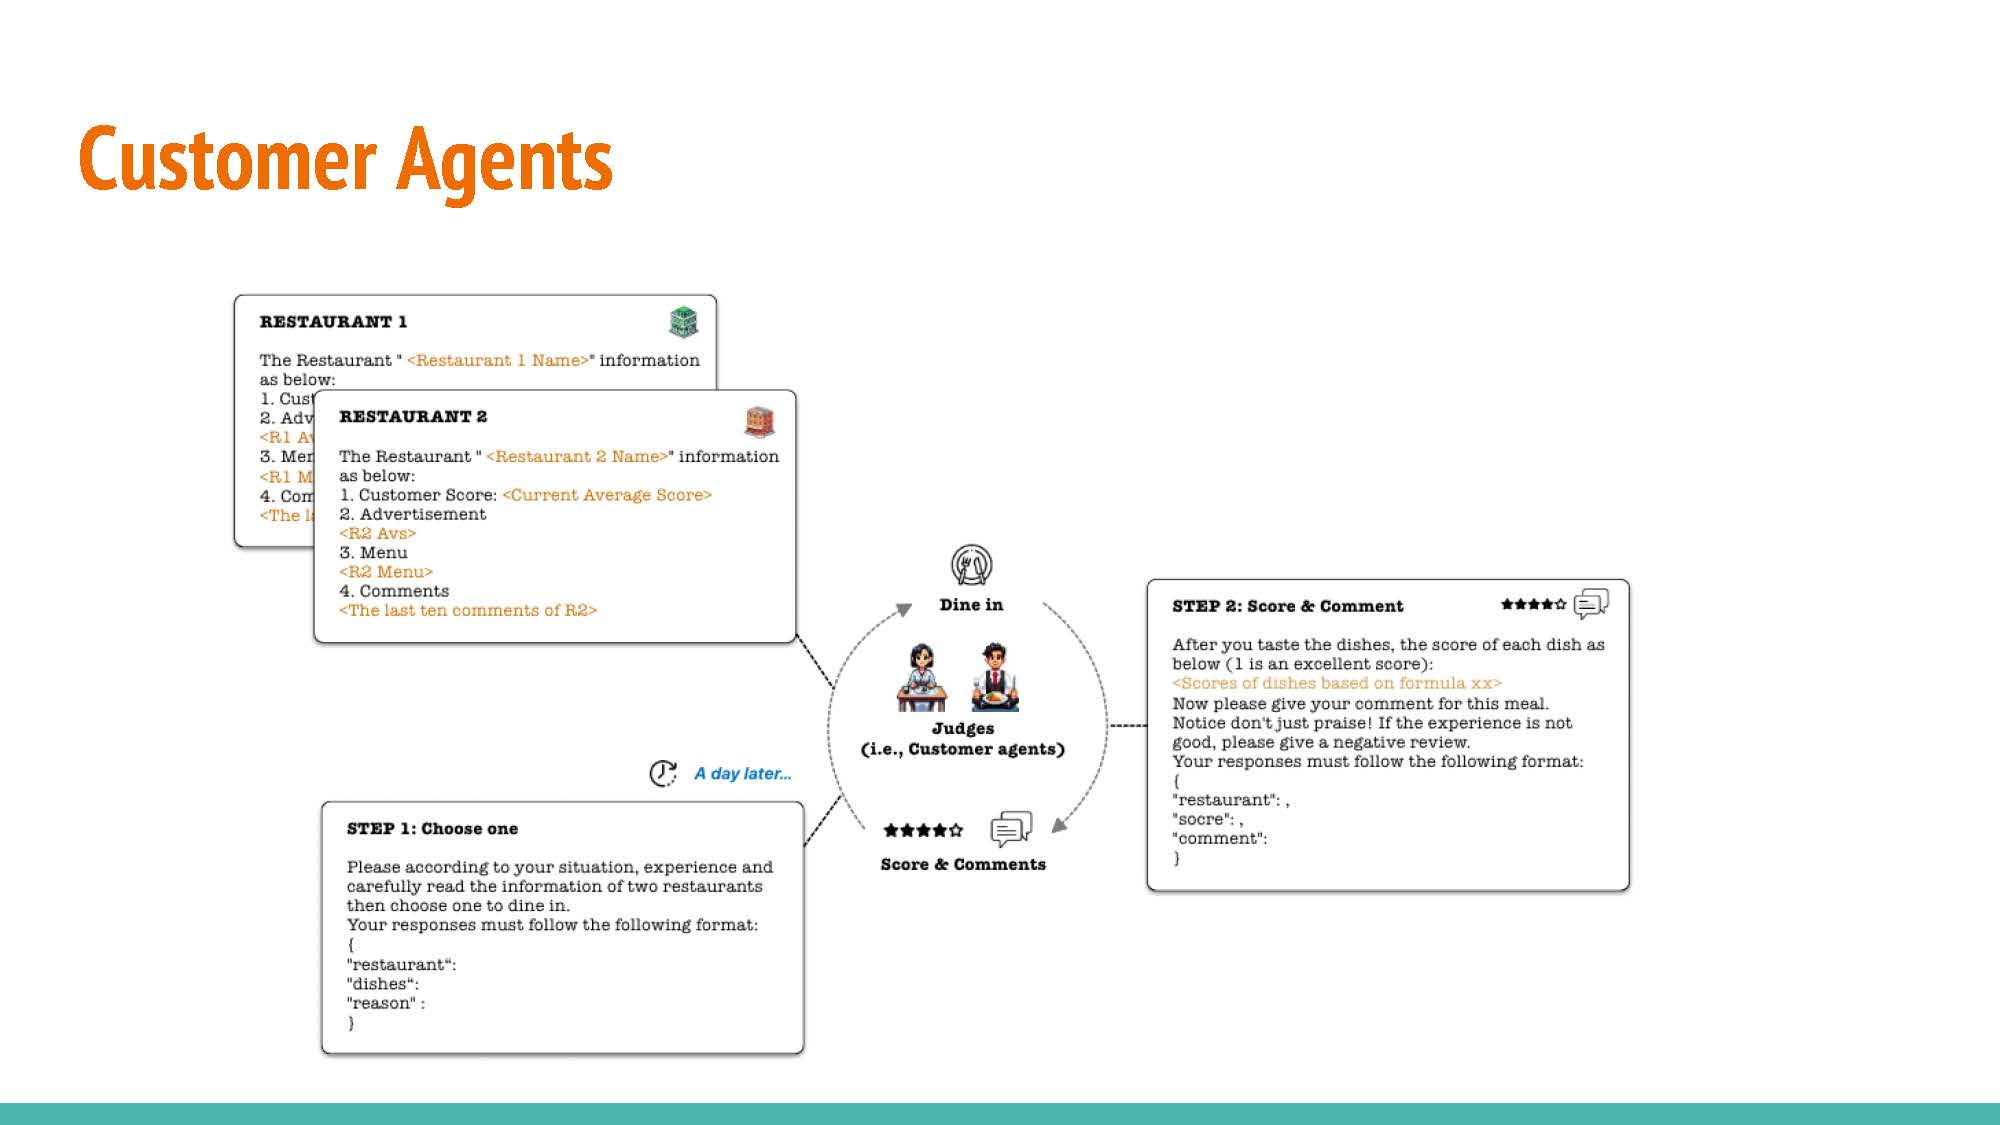 Customer Agents
RESTAURANT 1
The Restaurant " <Restaurant 1 Name>" information
as below:
1. Cust
2. Adv
<R1 Av
3. Men
<R1 M
4. Com
<The la
RESTAURANT 2
The Restaurant " <Restaurant 2 Name>" information
as below:
1. Customer Score: <Current Average Score>
2. Advertisement
<R2 Avs>
3. Menu
<R2 Menu>
4. Comments
<The last ten comments of R2>
A day later...
STEP 1: Choose one
Please according to your situation, experience and
carefully read the information of two restaurants
then choose one to dine in.
Your responses must follow the following format:
{
"restaurant“:
"dishes“:
"reason" :
}
Dine in
Judges
(i.e., Customer agents)
Score & Comments
STEP 2: Score & Comment
After you taste the dishes, the score of each dish as
below (1 is an excellent score):
<Scores of dishes based on formula xx>
Now please give your comment for this meal.
Notice don't just praise! If the experience is not
good, please give a negative review.
Your responses must follow the following format:
{
"restaurant": ,
"socre": ,
"comment":
}